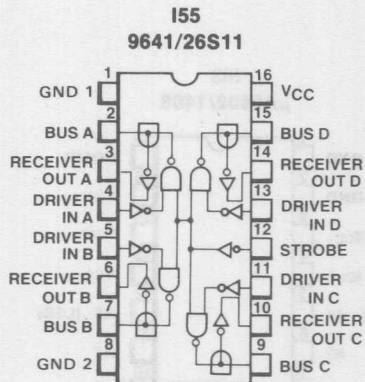 I55
9641/26S11
1
GND 1
16
VCC
2
BUS A
15
BUS D
3
RECEIVER
OUT A
14
RECEIVER
OUT D
4
DRIVER
IN A
13
DRIVER
IN D
5
DRIVER
IN B
12
STROBE
6
RECEIVER
OUT B
11
DRIVER
IN C
7
BUS B
10
RECEIVER
OUT C
8
GND 2
9
BUS C